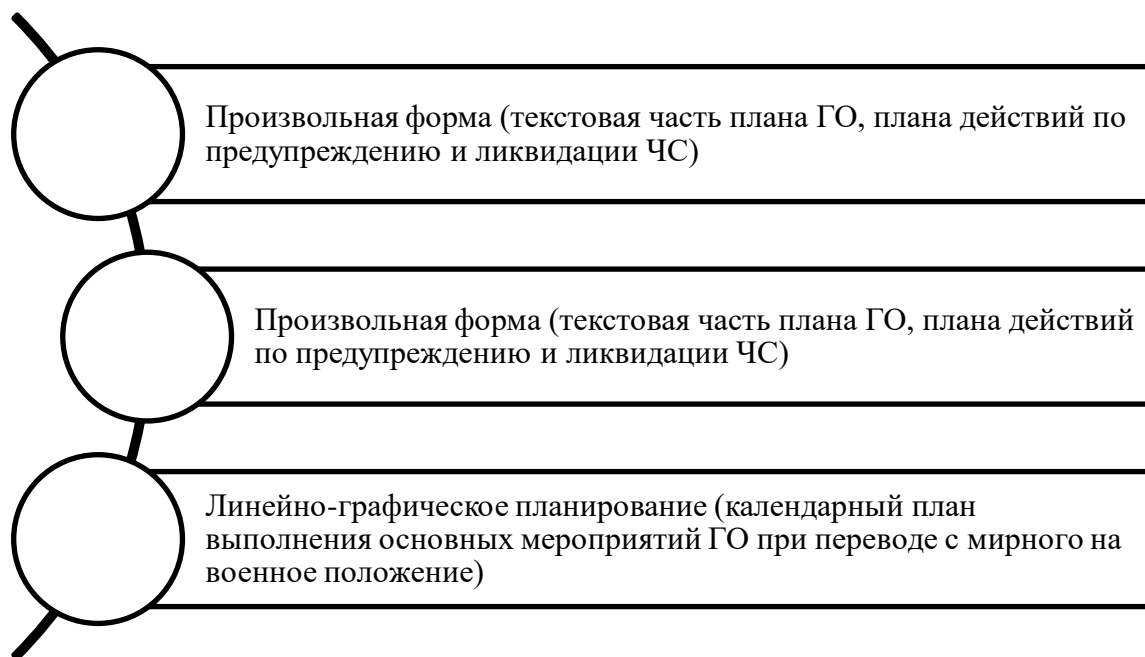 Произвольная форма (текстовая часть плана ГО, плана действий по
предупреждению и ликвидации ЧС)
Произвольная форма (текстовая часть плана ГО, плана действий
по предупреждению и ликвидации ЧС)
Линейно-графическое планирование (календарный план
выполнения основных мероприятий ГО при переводе с мирного на
военное положение)